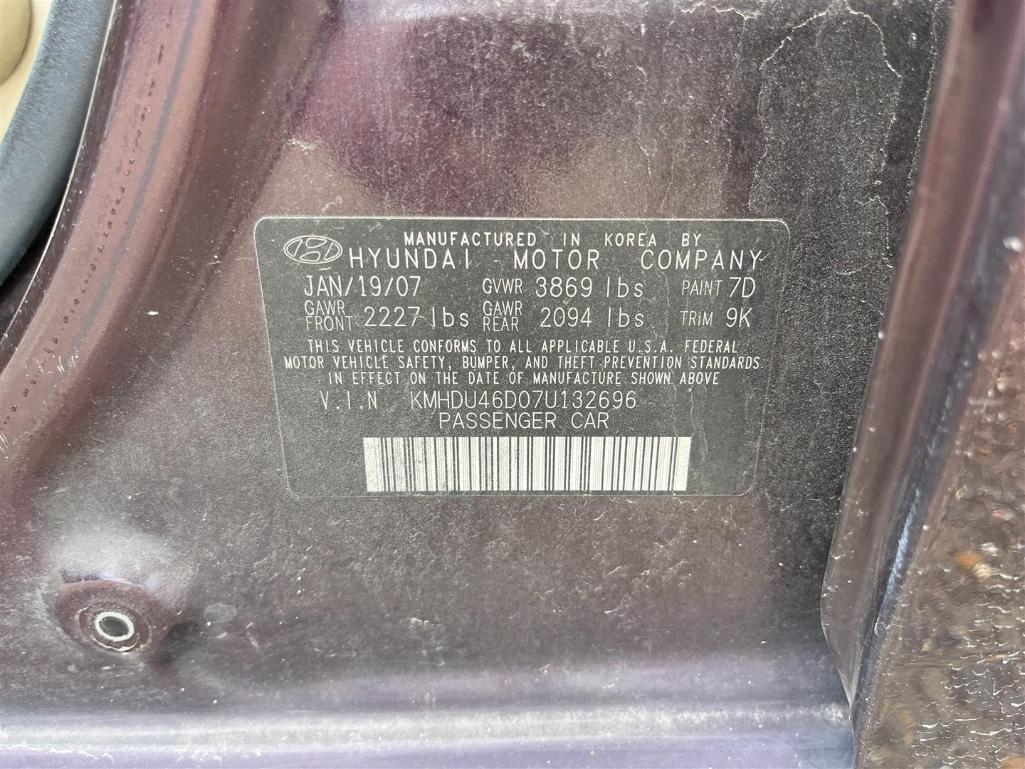 MANUFACTURED IN KOREA BY
HYUNDAI MOTOR COMPANY
JAN/19/07 GVWR 3869 lbs PAINT 7D
GAWR FRONT 2227 lbs GAWR REAR 2094 lbs TRIM 9K
THIS VEHICLE CONFORMS TO ALL APPLICABLE U.S.A. FEDERAL
MOTOR VEHICLE SAFETY, BUMPER, AND THEFT PREVENTION STANDARDS
IN EFFECT ON THE DATE OF MANUFACTURE SHOWN ABOVE
V.I.N KMHDU46D07U132696
PASSENGER CAR